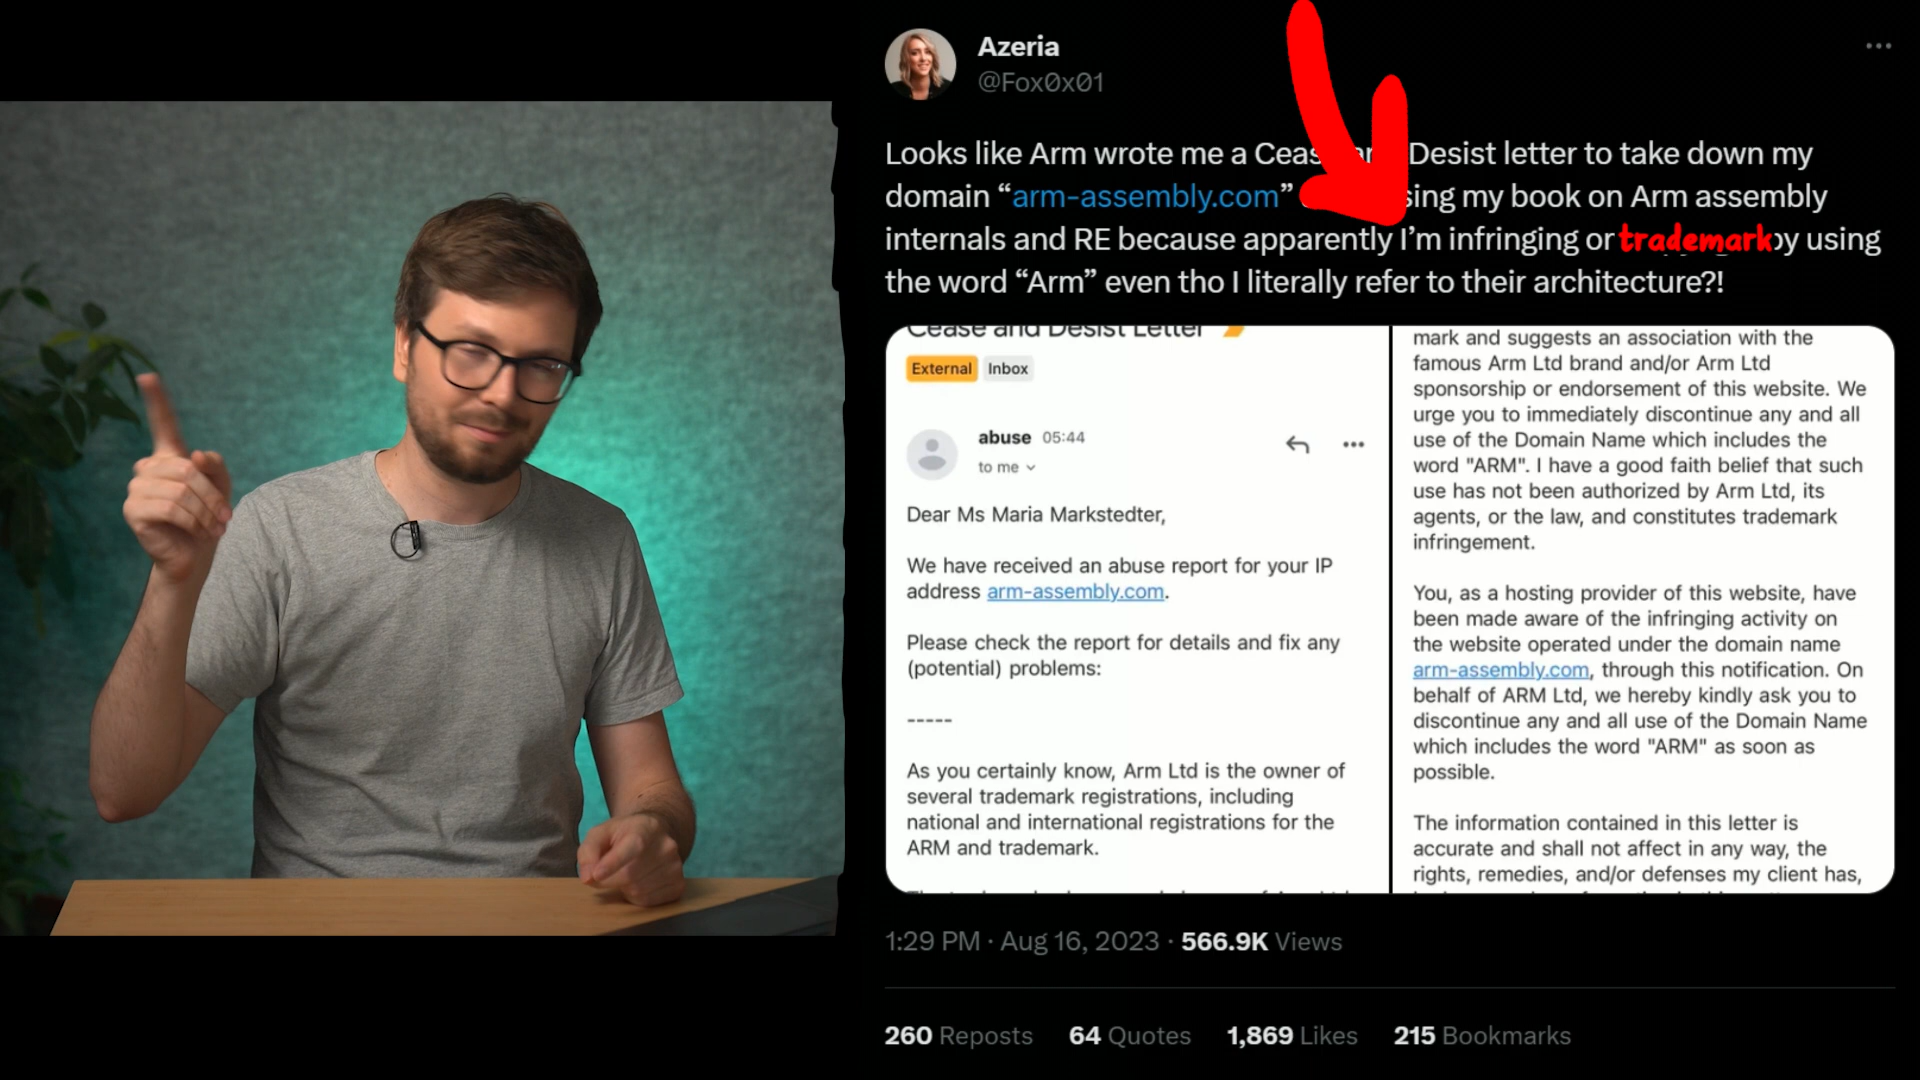 Azeria
@Fox0x01
Looks like Arm wrote me a Cease Desist letter to take down my
domain “arm-assembly.com” my book on Arm assembly
internals and RE because apparently I’m infringing or trademark by using
the word “Arm” even tho I literally refer to their architecture?!
Cease and Desist Letter
External Inbox
abuse 05:44
to me
Dear Ms Maria Markstedter,
We have received an abuse report for your IP
address arm-assembly.com.
Please check the report for details and fix any
(potential) problems:
-----
As you certainly know, Arm Ltd is the owner of
several trademark registrations, including
national and international registrations for the
ARM and trademark.
mark and suggests an association with the
famous Arm Ltd brand and/or Arm Ltd
sponsorship or endorsement of this website. We
urge you to immediately discontinue any and all
use of the Domain Name which includes the
word "ARM". I have a good faith belief that such
use has not been authorized by Arm Ltd, its
agents, or the law, and constitutes trademark
infringement.
You, as a hosting provider of this website, have
been made aware of the infringing activity on
the website operated under the domain name
arm-assembly.com, through this notification. On
behalf of ARM Ltd, we hereby kindly ask you to
discontinue any and all use of the Domain Name
which includes the word "ARM" as soon as
possible.
The information contained in this letter is
accurate and shall not affect in any way, the
rights, remedies, and/or defenses my client has,
1:29 PM · Aug 16, 2023 · 566.9K Views
260 Reposts 64 Quotes 1,869 Likes 215 Bookmarks